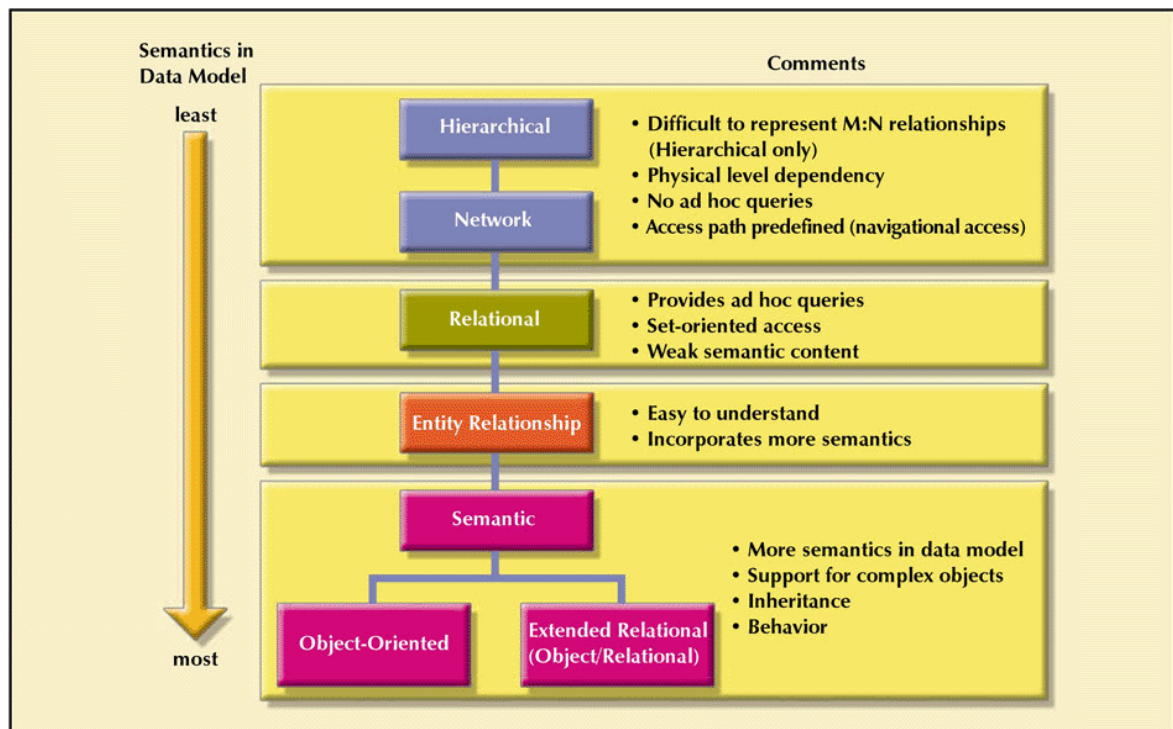 Semantics in
Data Model
Comments
least
Hierarchical
• Difficult to represent M:N relationships
(Hierarchical only)
• Physical level dependency
• No ad hoc queries
• Access path predefined (navigational access)
Network
Relational
• Provides ad hoc queries
• Set-oriented access
• Weak semantic content
Entity Relationship
• Easy to understand
• Incorporates more semantics
Semantic
• More semantics in data model
• Support for complex objects
• Inheritance
• Behavior
Object-Oriented
Extended Relational
(Object/Relational)
most